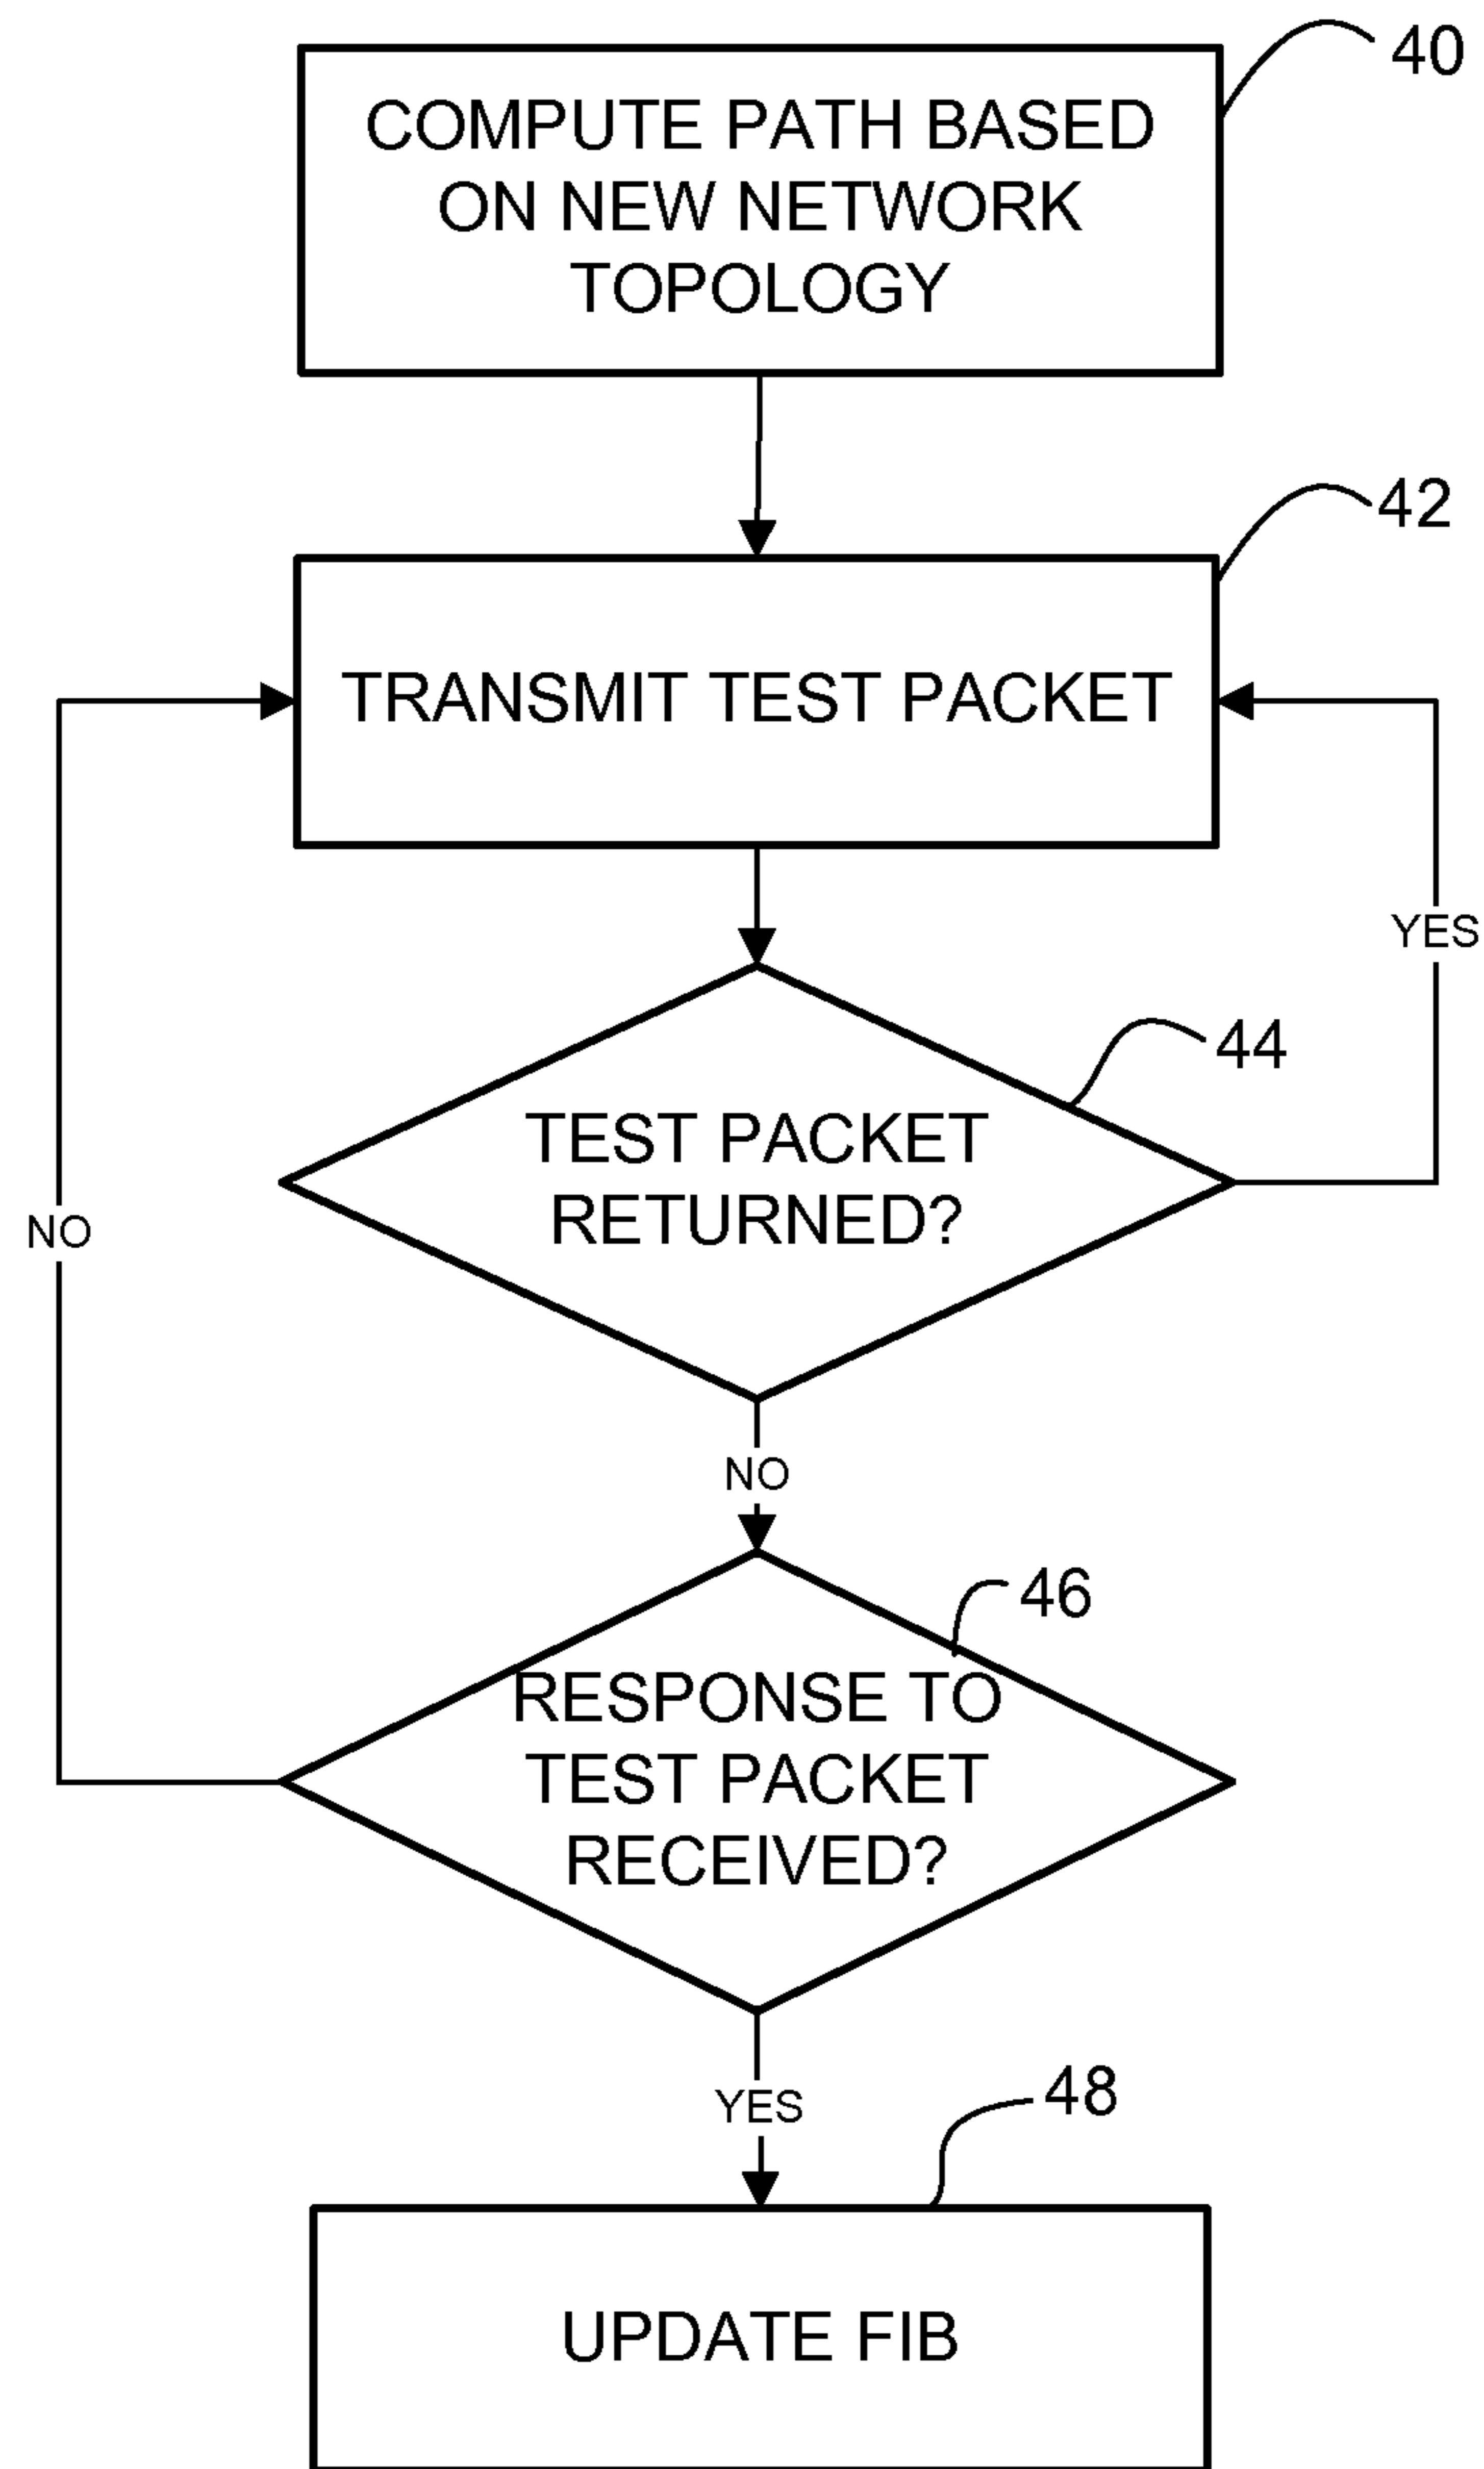 40
COMPUTE PATH BASED
ON NEW NETWORK
TOPOLOGY
42
TRANSMIT TEST PACKET
YES
44
TEST PACKET
RETURNED?
NO
NO
46
RESPONSE TO
TEST PACKET
RECEIVED?
YES
48
UPDATE FIB